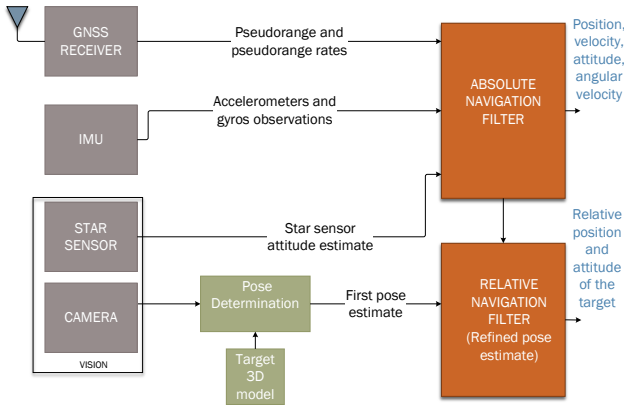 GNSS
RECEIVER
Pseudorange and
pseudorange rates
Position,
velocity,
attitude,
angular
velocity
ABSOLUTE
NAVIGATION
FILTER
Accelerometers and
gyros observations
IMU
STAR
SENSOR
Star sensor
attitude estimate
Relative
position
and
attitude
of the
target
CAMERA
Pose
Determination
First pose
estimate
RELATIVE
NAVIGATION
FILTER
(Refined pose
estimate)
VISION
Target
3D
model